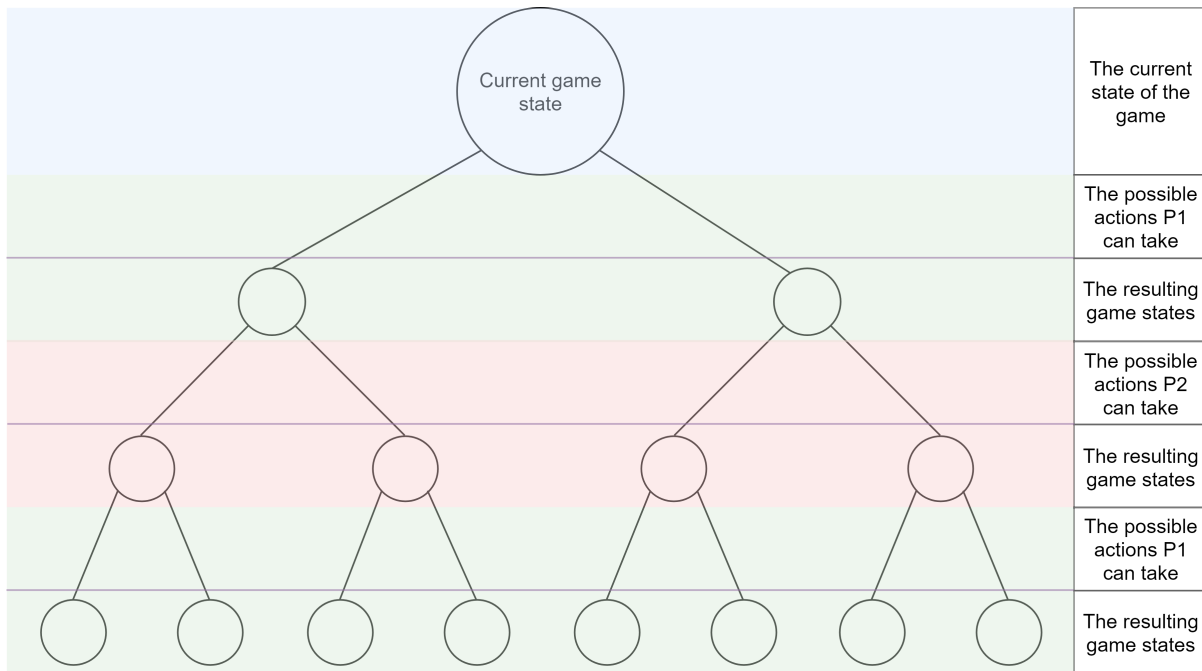 Current game
state
The current
state of the
game
The possible
actions P1
can take
The resulting
game states
The possible
actions P2
can take
The resulting
game states
The possible
actions P1
can take
The resulting
game states